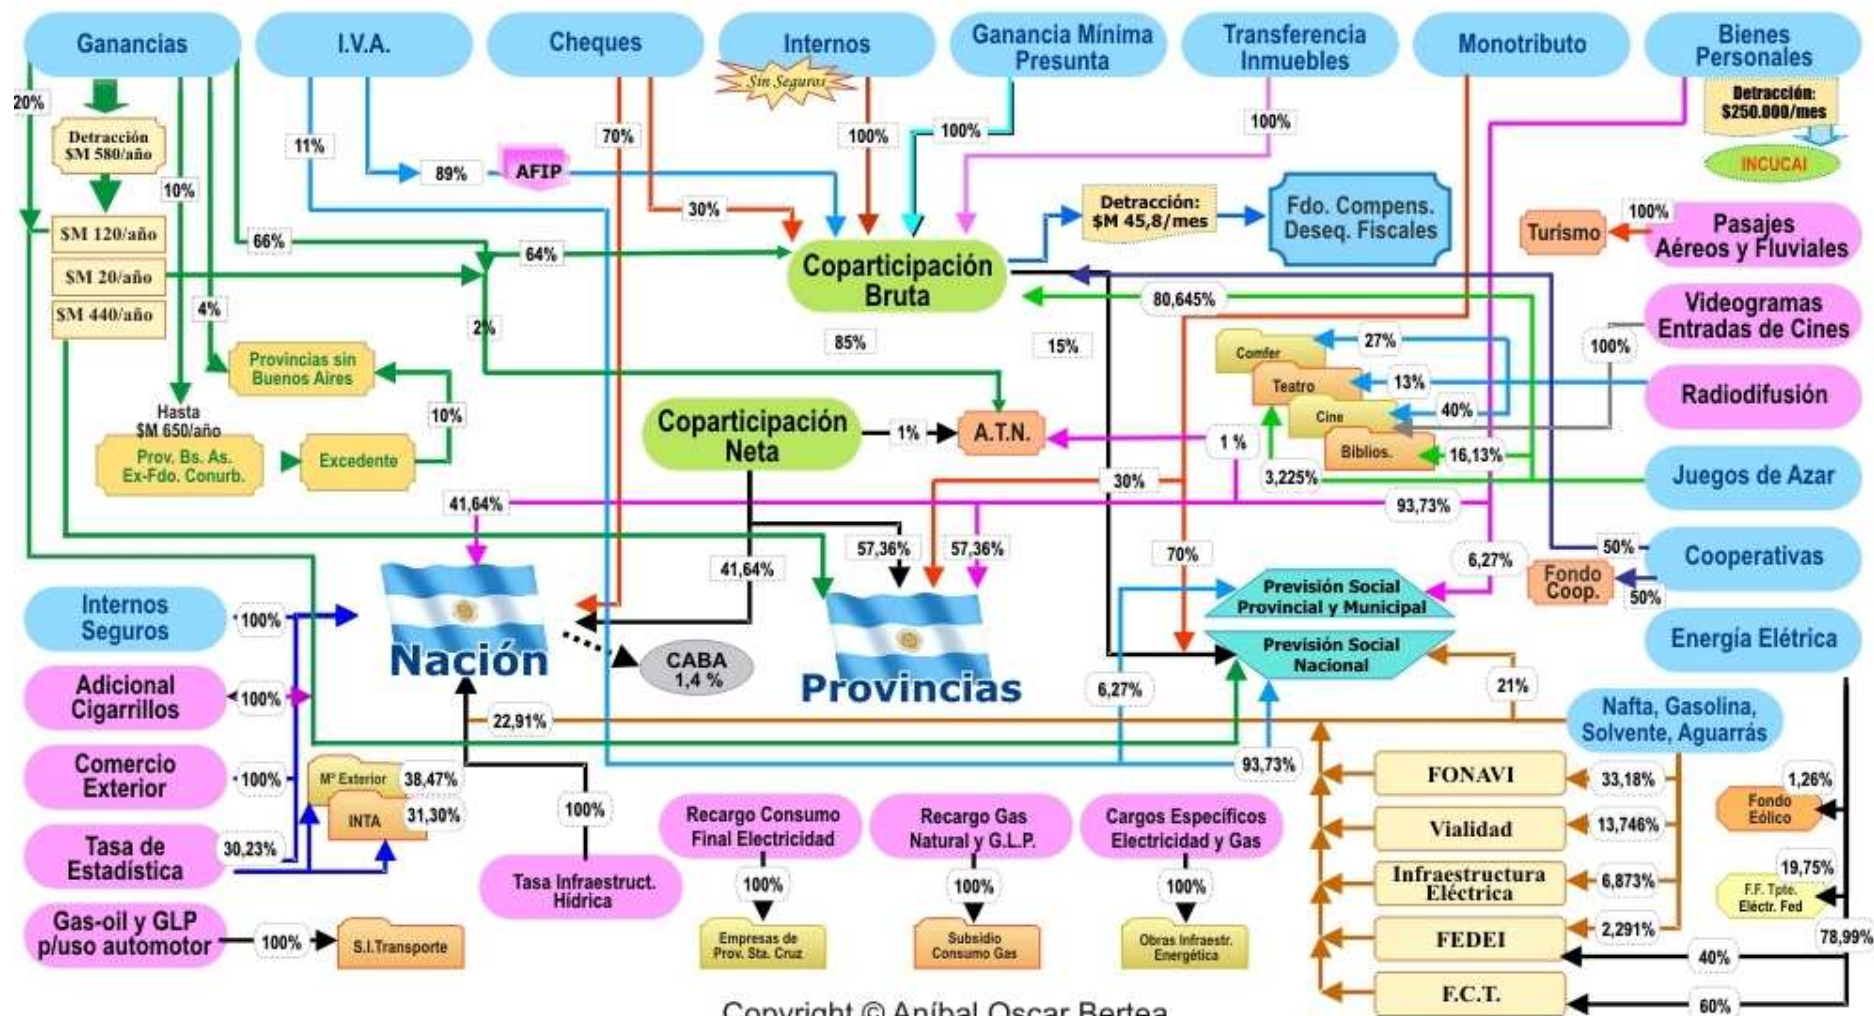 Ganancias
I.V.A.
Cheques
Internos
Ganancia Mínima
Presunta
Transferencia
Inmuebles
Monotributo
Bienes
Personales
Sin Seguros
Detracción:
$250.000/mes
INCUCAI
20%
Detracción
$M 580/año
10%
11%
89%
AFIP
70%
30%
100%
100%
100%
$M 120/año
$M 20/año
$M 440/año
66%
64%
4%
2%
Coparticipación
Bruta
Detracción:
$M 45,8/mes
Fdo. Compens.
Deseq. Fiscales
Turismo
100%
Pasajes
Aéreos y Fluviales
80,645%
Videogramas
Entradas de Cines
100%
85%
15%
Comfer
27%
Teatro
13%
Radiodifusión
Cine
40%
Biblios.
16,13%
3,225%
Juegos de Azar
Provincias sin
Buenos Aires
10%
Hasta
$M 650/año
Prov. Bs. As.
Ex-Fdo. Conurb.
Excedente
Coparticipación
Neta
1%
A.T.N.
1 %
30%
93,73%
41,64%
57,36%
57,36%
41,64%
70%
6,27%
50%
Cooperativas
Fondo
Coop.
50%
Energía Elétrica
Internos
Seguros
100%
Nación
CABA
1,4 %
Provincias
Previsión Social
Provincial y Municipal
Previsión Social
Nacional
6,27%
21%
Adicional
Cigarrillos
100%
22,91%
Nafta, Gasolina,
Solvente, Aguarrás
Comercio
Exterior
100%
Mº Exterior
38,47%
INTA
31,30%
93,73%
100%
Tasa de
Estadística
30,23%
Tasa Infraestruct.
Hídrica
Gas-oil y GLP
p/uso automotor
100%
S.I.Transporte
Recargo Consumo
Final Electricidad
100%
Empresas de
Prov. Sta. Cruz
Recargo Gas
Natural y G.L.P.
100%
Subsidio
Consumo Gas
Cargos Específicos
Electricidad y Gas
100%
Obras Infraestr.
Energética
FONAVI
33,18%
Vialidad
13,746%
Infraestructura
Eléctrica
6,873%
FEDEI
2,291%
40%
F.C.T.
60%
1,26%
Fondo
Eólico
19,75%
F.F. Tpte.
Eléctr. Fed
78,99%
Copyright © Aníbal Oscar Bertea